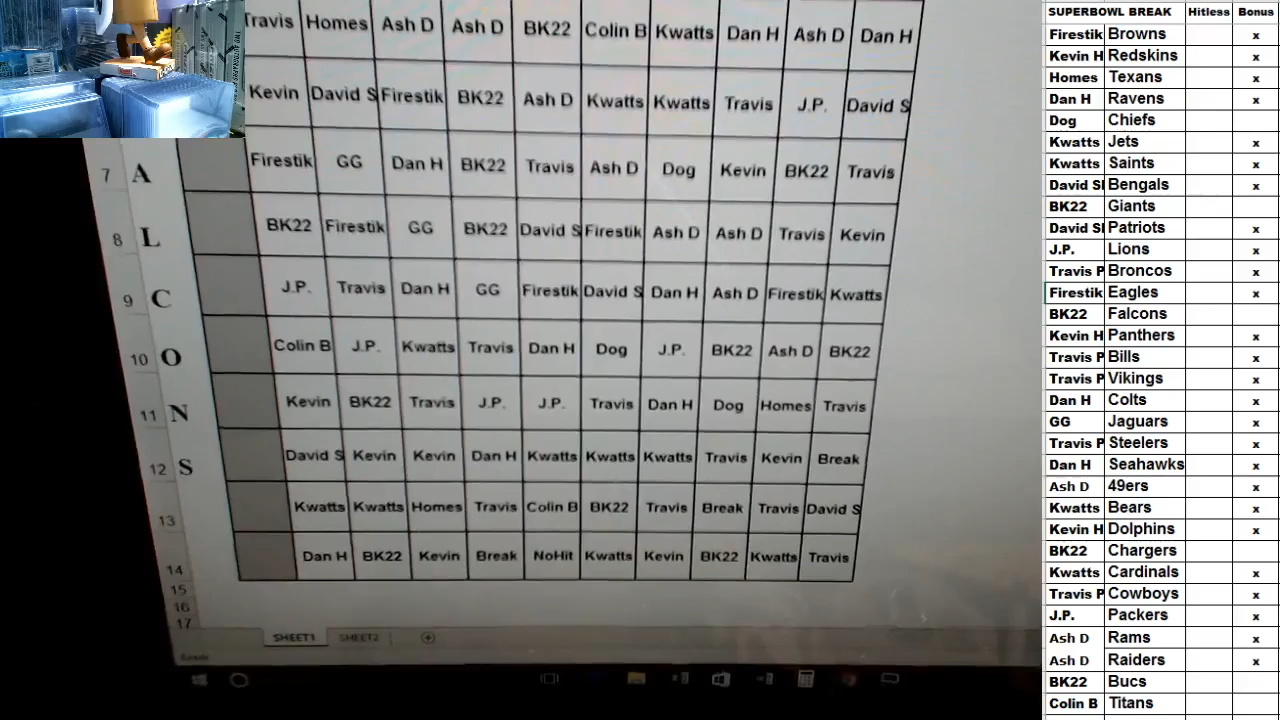 Travis Homes Ash D Ash D BK22 Colin B Kwatts Dan H Ash D Dan H
Kevin David S Firestik BK22 Ash D Kwatts Kwatts Travis J.P. David S
7 A Firestik GG Dan H BK22 Travis Ash D Dog Kevin BK22 Travis
8 L BK22 Firestik GG BK22 David S Firestik Ash D Ash D Travis Kevin
9 C J.P. Travis Dan H GG Firestik David S Dan H Ash D Firestik Kwatts
10 O Colin B J.P. Kwatts Travis Dan H Dog J.P. BK22 Ash D BK22
11 N Kevin BK22 Travis J.P. J.P. Travis Dan H Dog Homes Travis
12 S David S Kevin Kevin Dan H Kwatts Kwatts Kwatts Travis Kevin Break
13 Kwatts Kwatts Homes Travis Colin B BK22 Travis Break Travis David S
14 Dan H BK22 Kevin Break NoHit Kwatts Kevin BK22 Kwatts Travis
15
16
17
SHEET1 SHEET2
SUPERBOWL BREAK Hitless Bonus
Firestik Browns x
Kevin H Redskins x
Homes Texans x
Dan H Ravens x
Dog Chiefs
Kwatts Jets x
Kwatts Saints x
David Sl Bengals x
BK22 Giants
David Sl Patriots x
J.P. Lions x
Travis P Broncos x
Firestik Eagles x
BK22 Falcons
Kevin H Panthers x
Travis P Bills x
Travis P Vikings x
Dan H Colts x
GG Jaguars x
Travis P Steelers x
Dan H Seahawks x
Ash D 49ers x
Kwatts Bears x
Kevin H Dolphins x
BK22 Chargers
Kwatts Cardinals x
Travis P Cowboys x
J.P. Packers x
Ash D Rams x
Ash D Raiders x
BK22 Bucs
Colin B Titans